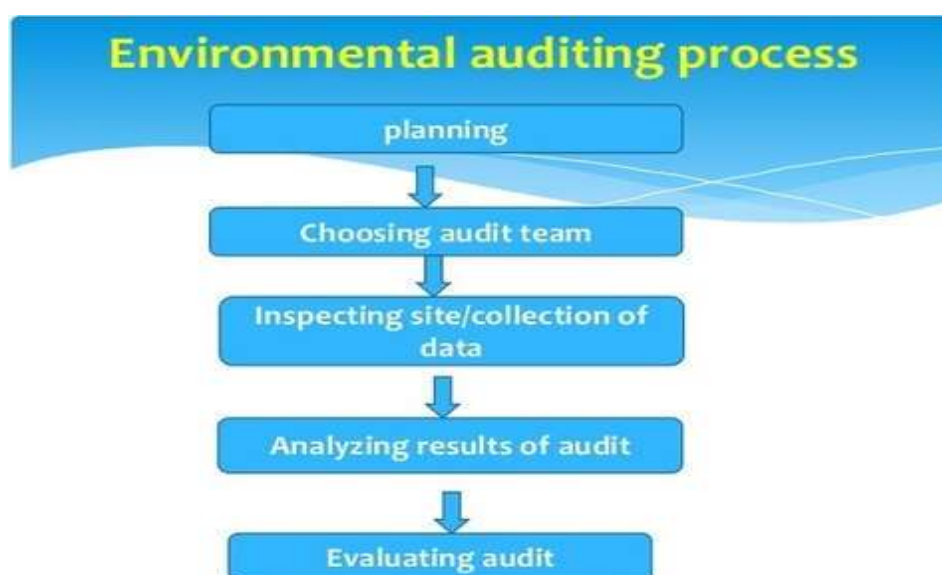 Environmental auditing process
planning
Choosing audit team
Inspecting site/collection of
data
Analyzing results of audit
Evaluating audit